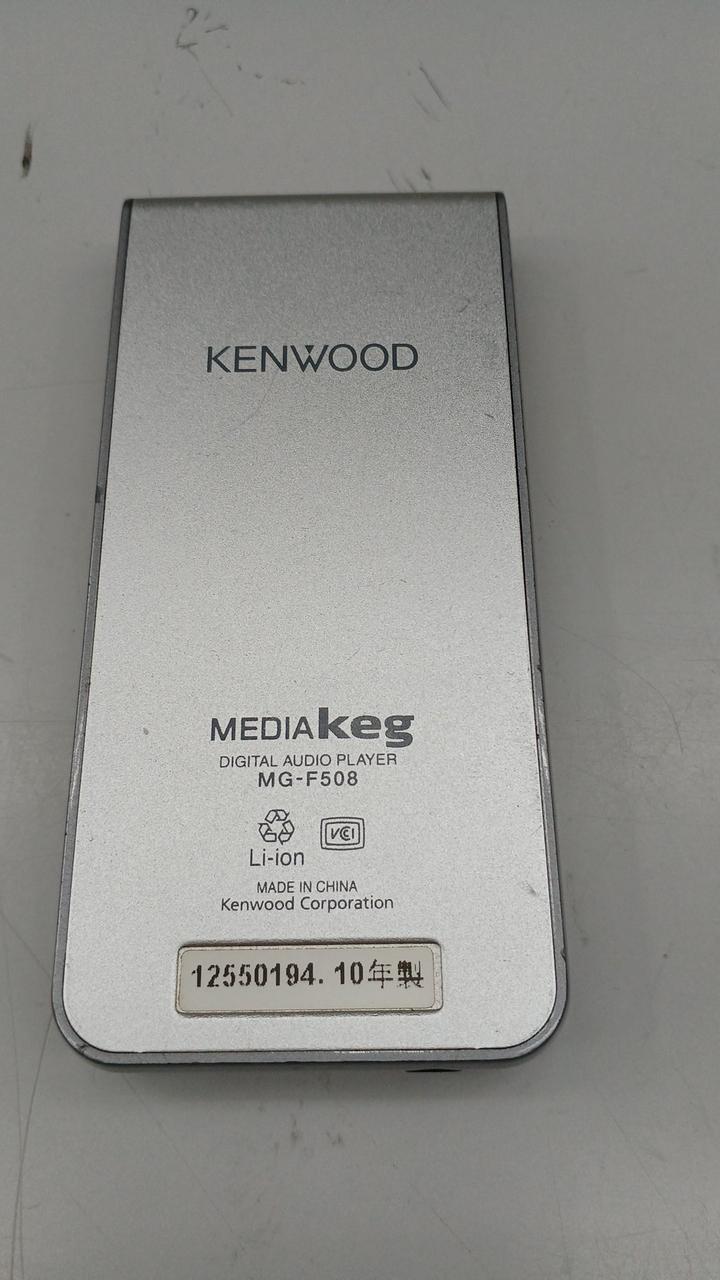 KENWOOD
MEDIAkeg
DIGITAL AUDIO PLAYER
MG-F508
VCI
Li-ion
MADE IN CHINA
Kenwood Corporation
12550194. 10年製